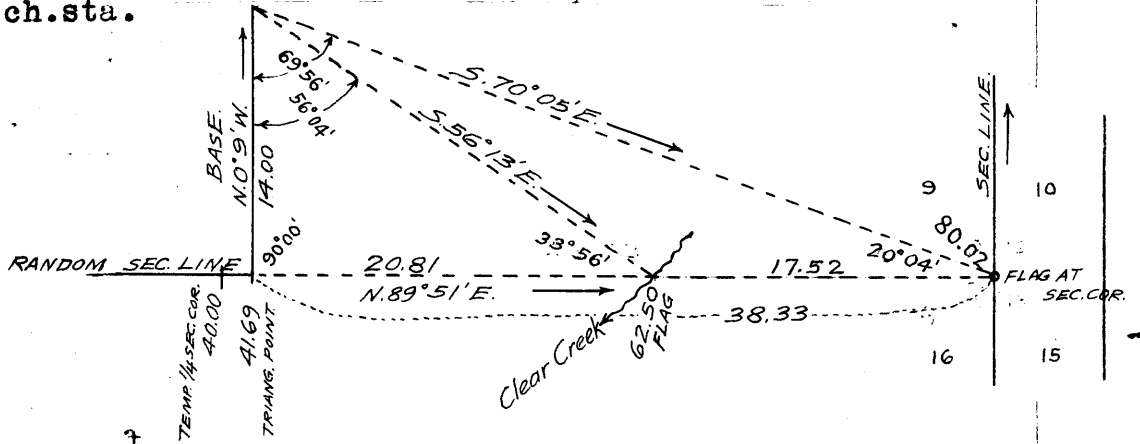 ch.sta.
69°56'
56°04'
S.70°05'E.
S.56°13'E.
BASE.
N.0°9'W.
14.00
90°00'
SEC.LINE.
9
10
80.02
20°04'
33°56'
RANDOM SEC.LINE
20.81
N.89°51'E.
17.52
FLAG AT
SEC.COR.
38.33
TEMP.1/4SEC.COR.
40.00
41.69
TRIANG.POINT
Clear Creek
62.50
FLAG
16
15